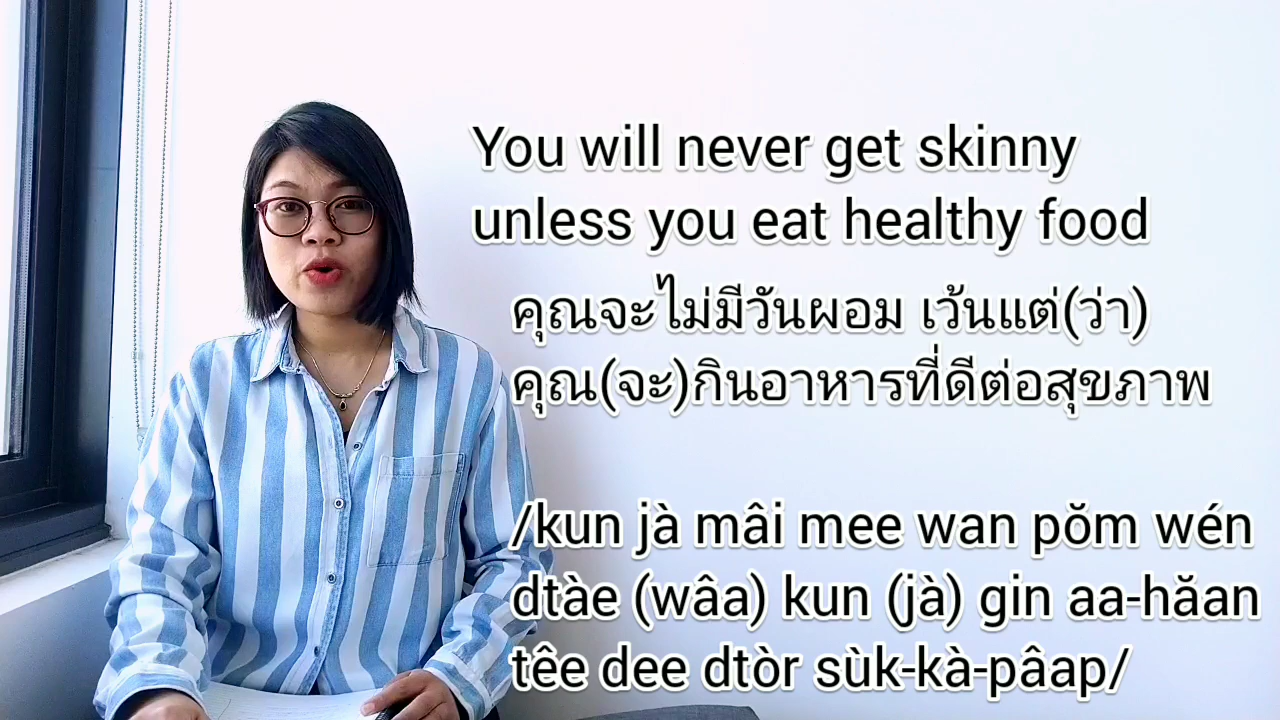 You will never get skinny
unless you eat healthy food
คุณจะไม่มีวันผอม เว้นแต่(ว่า)
คุณ(จะ)กินอาหารที่ดีต่อสุขภาพ
/kun jà mâi mee wan pŏm wén
dtàe (wâa) kun (jà) gin aa-hăan
têe dee dtòr sùk-kà-pâap/